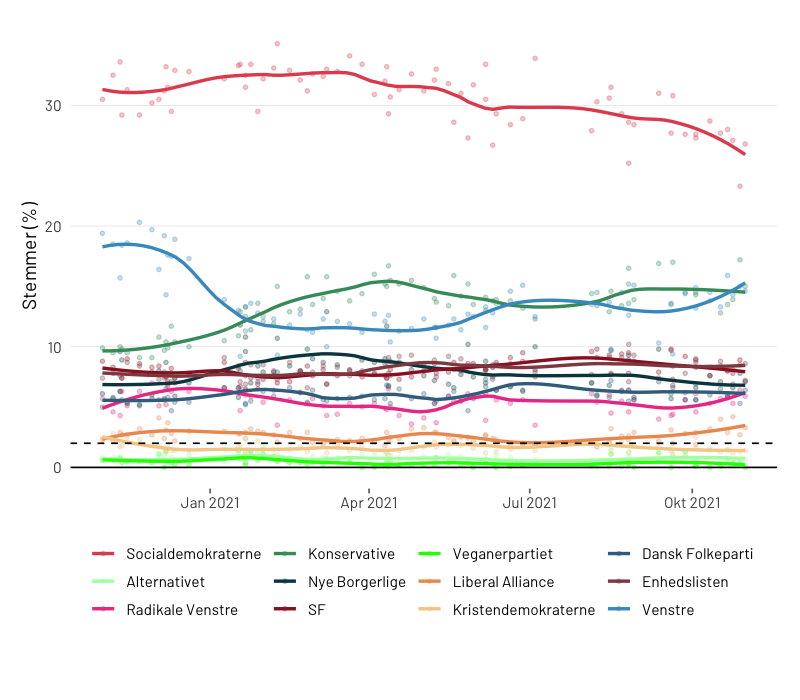 30
20
10
0
Stemmer(%)
Jan 2021 Apr 2021 Jul 2021 Okt 2021
Socialdemokraterne Konservative Veganerpartiet Dansk Folkeparti
Alternativet Nye Borgerlige Liberal Alliance Enhedslisten
Radikale Venstre SF Kristendemokraterne Venstre